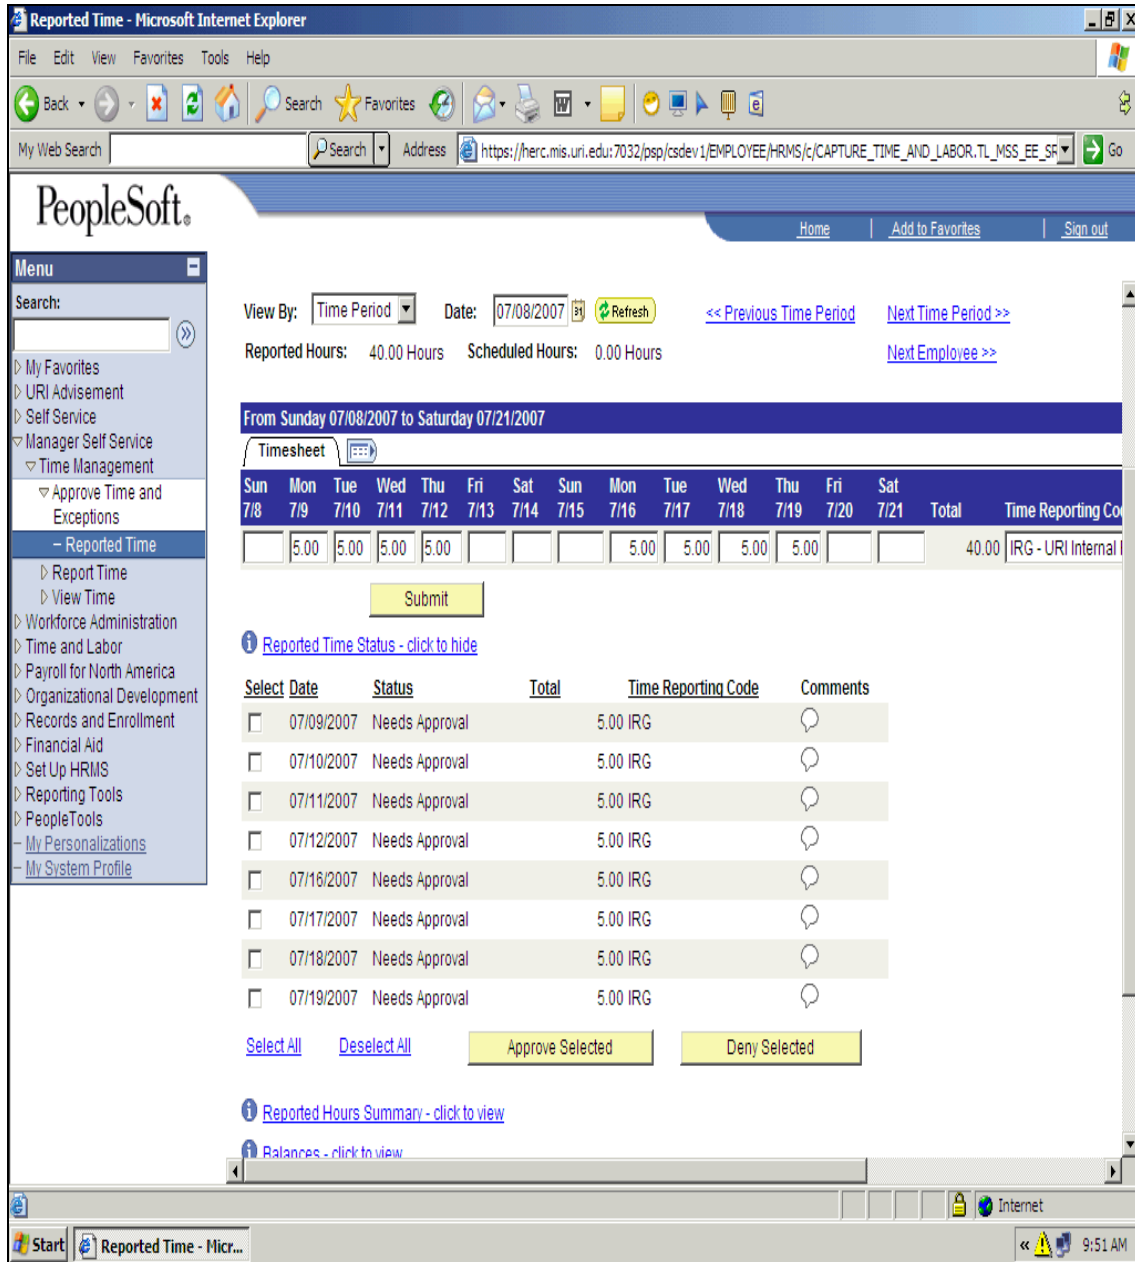 Reported Time - Microsoft Internet Explorer
File Edit View Favorites Tools Help
Back Search Favorites
My Web Search Search Address https://herc.mis.uri.edu:7032/psp/csdev1/EMPLOYEE/HRMS/c/CAPTURE_TIME_AND_LABOR.TL_MSS_EE_SR Go
PeopleSoft®
Home | Add to Favorites | Sign out
Menu
Search:
My Favorites
URI Advisement
Self Service
Manager Self Service
Time Management
Approve Time and
Exceptions
– Reported Time
Report Time
View Time
Workforce Administration
Time and Labor
Payroll for North America
Organizational Development
Records and Enrollment
Financial Aid
Set Up HRMS
Reporting Tools
PeopleTools
– My Personalizations
– My System Profile
View By: Time Period Date: 07/08/2007 31 Refresh << Previous Time Period Next Time Period >>
Reported Hours: 40.00 Hours Scheduled Hours: 0.00 Hours Next Employee >>
From Sunday 07/08/2007 to Saturday 07/21/2007
Timesheet
Sun Mon Tue Wed Thu Fri Sat Sun Mon Tue Wed Thu Fri Sat
7/8 7/9 7/10 7/11 7/12 7/13 7/14 7/15 7/16 7/17 7/18 7/19 7/20 7/21 Total Time Reporting Co
5.00 5.00 5.00 5.00 5.00 5.00 5.00 5.00 40.00 IRG - URI Internal
Submit
Reported Time Status - click to hide
Select Date Status Total Time Reporting Code Comments
07/09/2007 Needs Approval 5.00 IRG
07/10/2007 Needs Approval 5.00 IRG
07/11/2007 Needs Approval 5.00 IRG
07/12/2007 Needs Approval 5.00 IRG
07/16/2007 Needs Approval 5.00 IRG
07/17/2007 Needs Approval 5.00 IRG
07/18/2007 Needs Approval 5.00 IRG
07/19/2007 Needs Approval 5.00 IRG
Select All Deselect All Approve Selected Deny Selected
Reported Hours Summary - click to view
Balances - click to view
Internet
Start Reported Time - Micr... « 9:51 AM